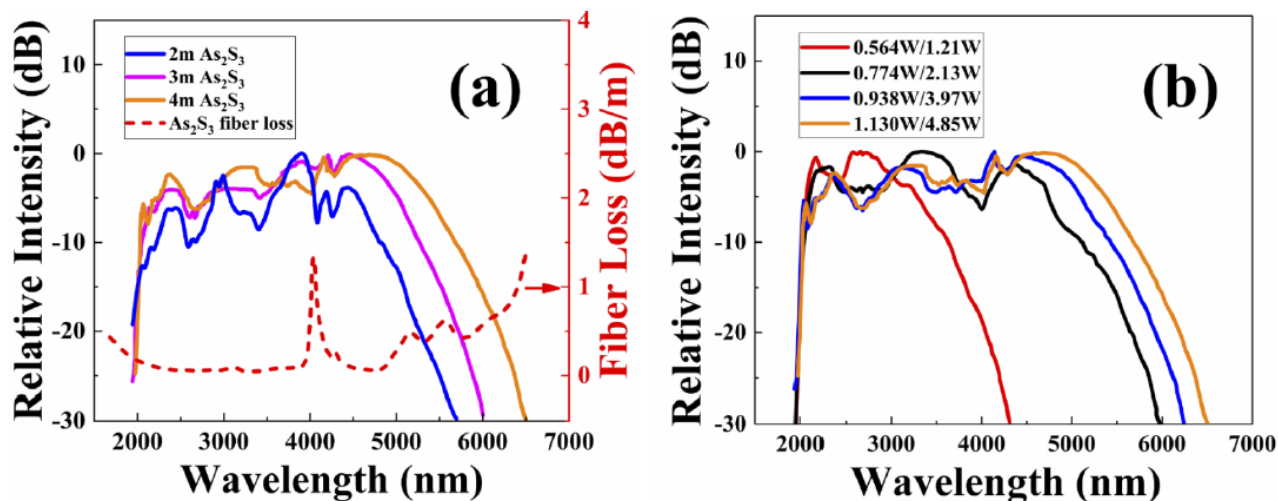 (a)
2m As₂S₃
3m As₂S₃
4m As₂S₃
As₂S₃ fiber loss
Relative Intensity (dB)
10
0
-10
-20
-30
Fiber Loss (dB/m)
4
3
2
1
0
2000 3000 4000 5000 6000 7000
Wavelength (nm)
(b)
0.564W/1.21W
0.774W/2.13W
0.938W/3.97W
1.130W/4.85W
Relative Intensity (dB)
10
0
-10
-20
-30
2000 3000 4000 5000 6000 7000
Wavelength (nm)